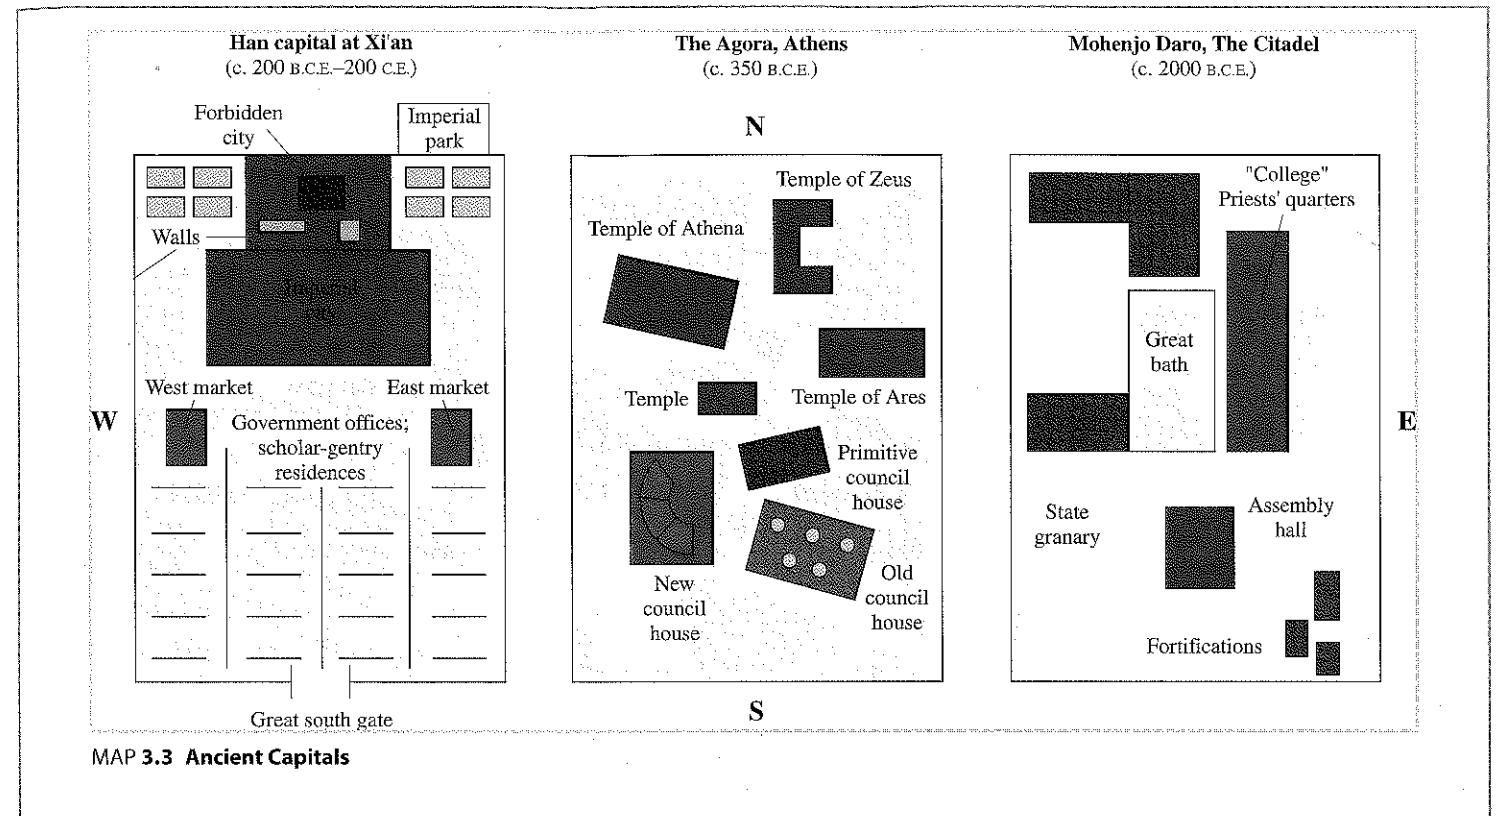 Han capital at Xi'an
(c. 200 B.C.E.–200 C.E.)
Forbidden
city
Imperial
park
Walls
Imperial
city
West market
East market
Government offices;
scholar-gentry
residences
Great south gate
W
The Agora, Athens
(c. 350 B.C.E.)
N
Temple of Zeus
Temple of Athena
Temple
Temple of Ares
Primitive
council
house
New
council
house
Old
council
house
S
Mohenjo Daro, The Citadel
(c. 2000 B.C.E.)
"College"
Priests' quarters
Great
bath
E
State
granary
Assembly
hall
Fortifications
MAP 3.3 Ancient Capitals